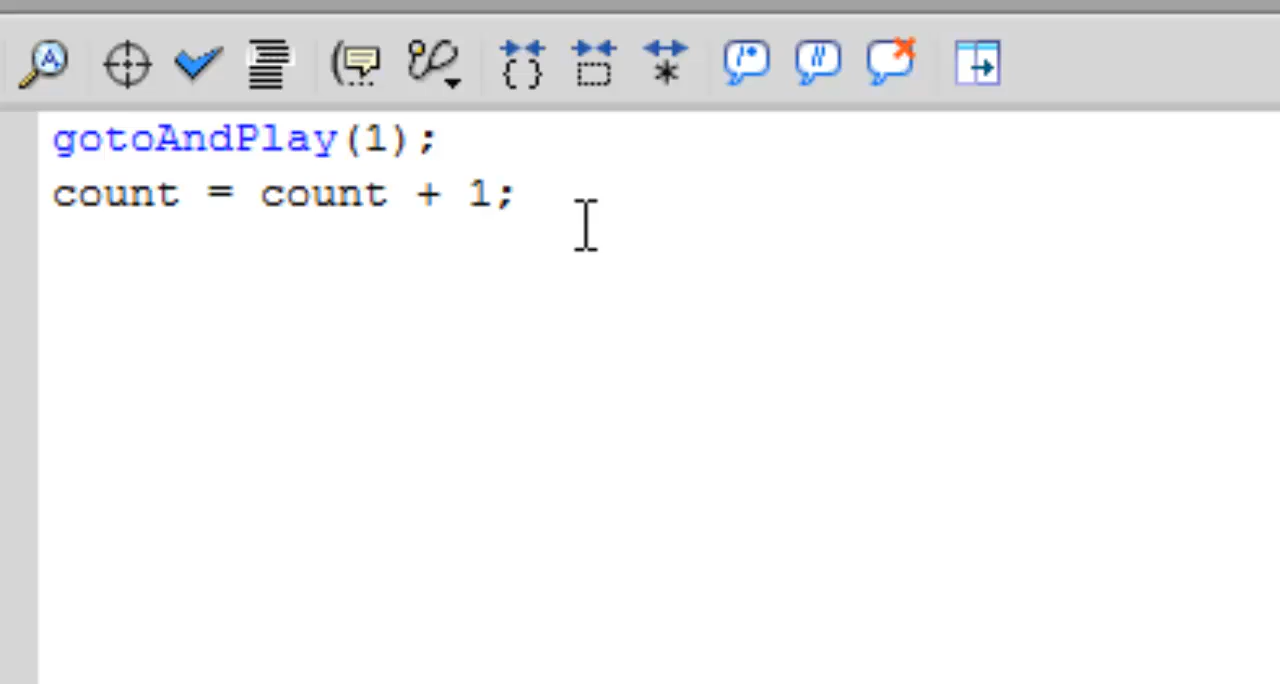 gotoAndPlay(1);
count = count + 1;